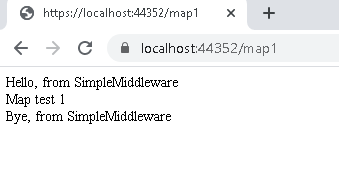 https://localhost:44352/map1
localhost:44352/map1
Hello, from SimpleMiddleware
Map test 1
Bye, from SimpleMiddleware